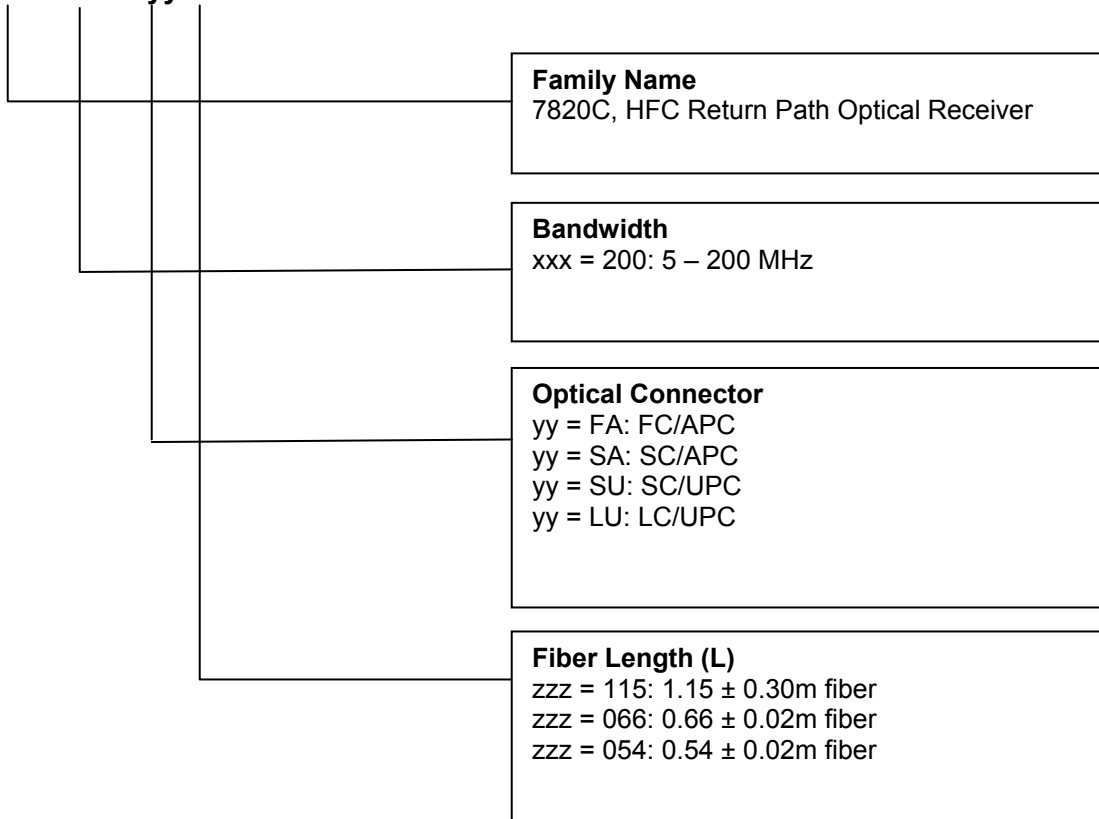 yy
Family Name
7820C, HFC Return Path Optical Receiver
Bandwidth
xxx = 200: 5 – 200 MHz
Optical Connector
yy = FA: FC/APC
yy = SA: SC/APC
yy = SU: SC/UPC
yy = LU: LC/UPC
Fiber Length (L)
zzz = 115: 1.15 ± 0.30m fiber
zzz = 066: 0.66 ± 0.02m fiber
zzz = 054: 0.54 ± 0.02m fiber